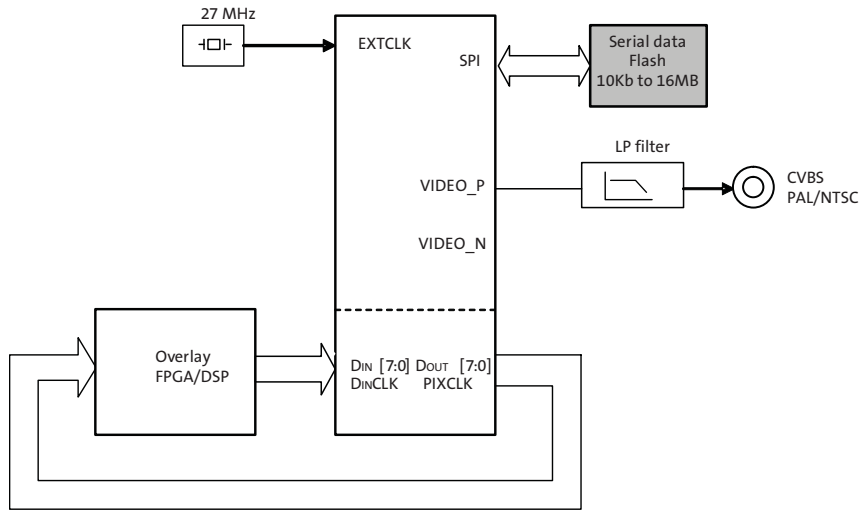 27 MHz
EXTCLK
SPI
Serial data
Flash
10Kb to 16MB
LP filter
VIDEO_P
CVBS
PAL/NTSC
VIDEO_N
Overlay
FPGA/DSP
DIN [7:0] DOUT [7:0]
DINCLK PIXCLK